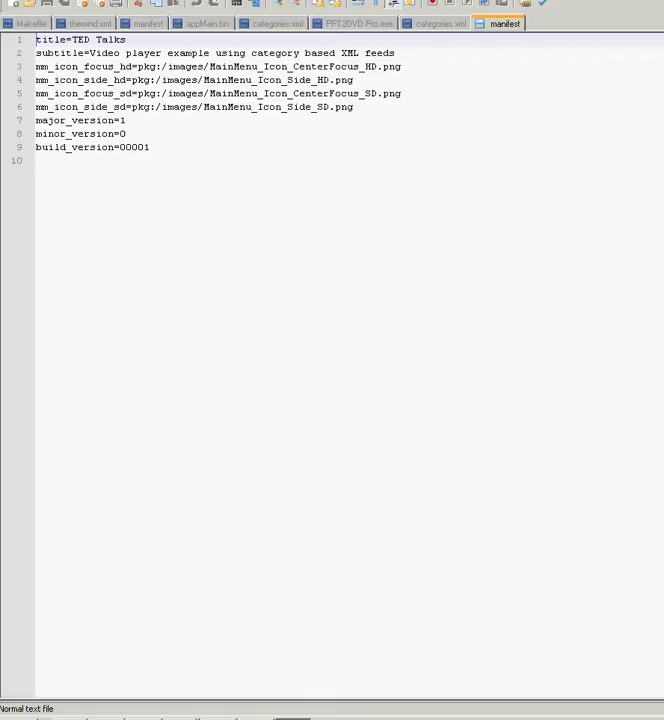 Makefile themind.xml manifest appMain.brs categories.xml PPT2DVD Pro.exe categories.xml manifest
1 title=TED Talks
2 subtitle=Video player example using category based XML feeds
3 mm_icon_focus_hd=pkg:/images/MainMenu_Icon_CenterFocus_HD.png
4 mm_icon_side_hd=pkg:/images/MainMenu_Icon_Side_HD.png
5 mm_icon_focus_sd=pkg:/images/MainMenu_Icon_CenterFocus_SD.png
6 mm_icon_side_sd=pkg:/images/MainMenu_Icon_Side_SD.png
7 major_version=1
8 minor_version=0
9 build_version=00001
10
Normal text file